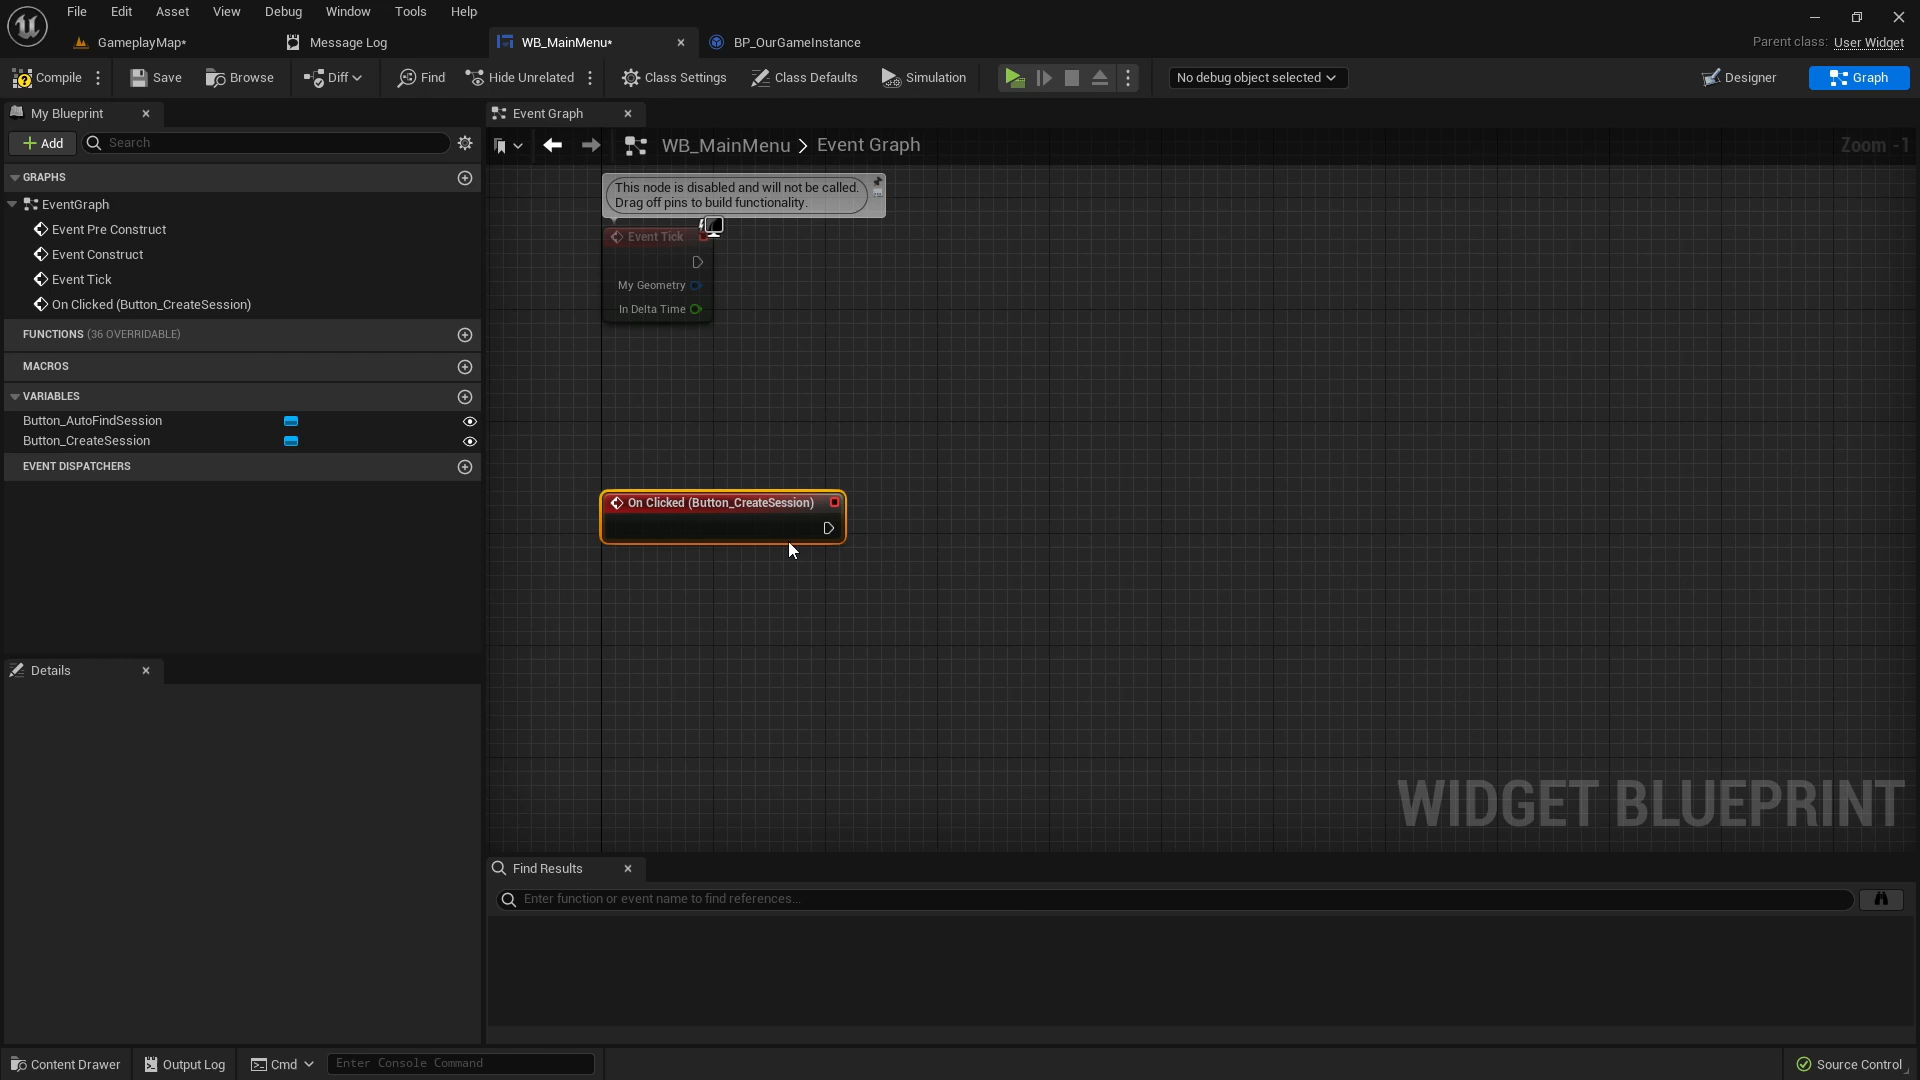 File Edit Asset View Debug Window Tools Help
GameplayMap* Message Log WB_MainMenu* BP_OurGameInstance Parent class: User Widget
Compile Save Browse Diff Find Hide Unrelated Class Settings Class Defaults Simulation No debug object selected Designer Graph
My Blueprint
Event Graph
Add Search
WB_MainMenu > Event Graph Zoom -1
GRAPHS
EventGraph
Event Pre Construct
Event Construct
Event Tick
On Clicked (Button_CreateSession)
FUNCTIONS (36 OVERRIDABLE)
MACROS
VARIABLES
Button_AutoFindSession
Button_CreateSession
EVENT DISPATCHERS
Details
This node is disabled and will not be called.
Drag off pins to build functionality.
Event Tick
My Geometry
In Delta Time
On Clicked (Button_CreateSession)
WIDGET BLUEPRINT
Find Results
Enter function or event name to find references...
Content Drawer Output Log Cmd Enter Console Command Source Control